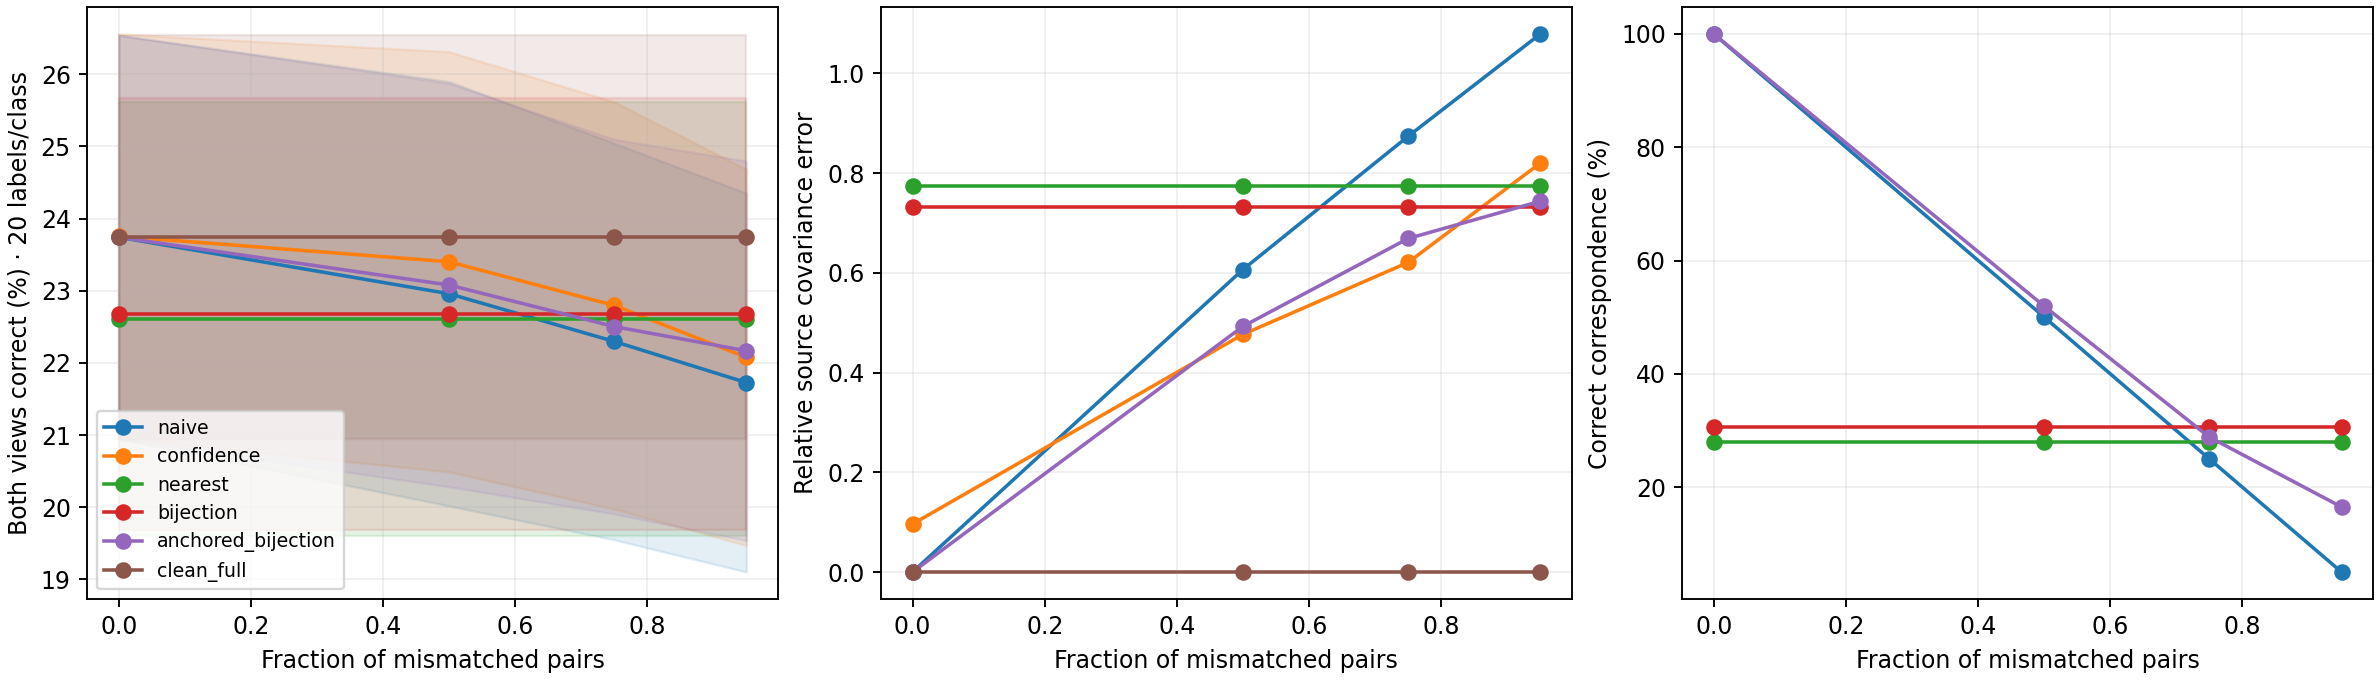 Both views correct (%) · 20 labels/class
26
25
24
23
22
21
20
19
naive
confidence
nearest
bijection
anchored_bijection
clean_full
0.0 0.2 0.4 0.6 0.8
Fraction of mismatched pairs
Relative source covariance error
1.0
0.8
0.6
0.4
0.2
0.0
0.0 0.2 0.4 0.6 0.8
Fraction of mismatched pairs
Correct correspondence (%)
100
80
60
40
20
0.0 0.2 0.4 0.6 0.8
Fraction of mismatched pairs